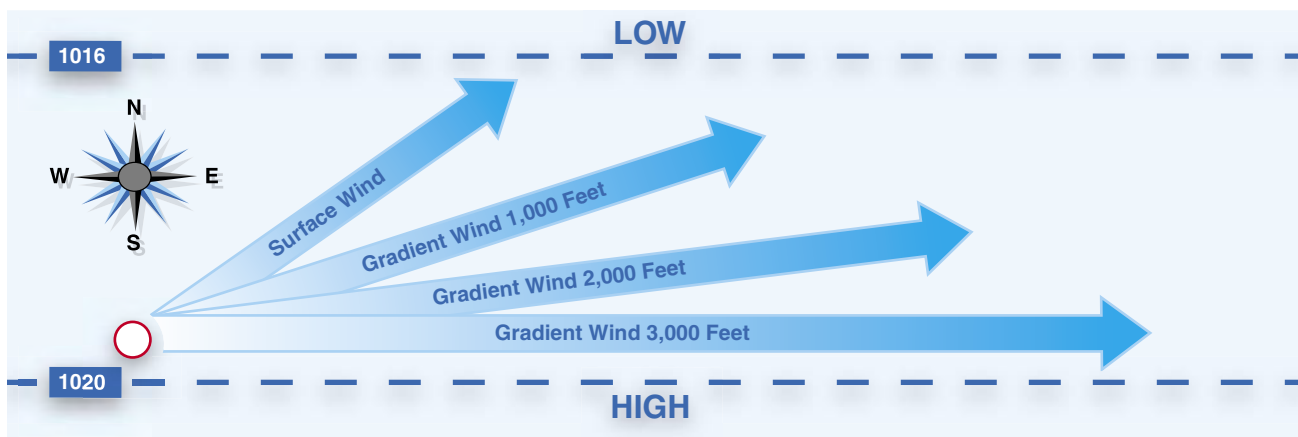 LOW
1016
N
W E
S
Surface Wind
Gradient Wind 1,000 Feet
Gradient Wind 2,000 Feet
Gradient Wind 3,000 Feet
1020
HIGH